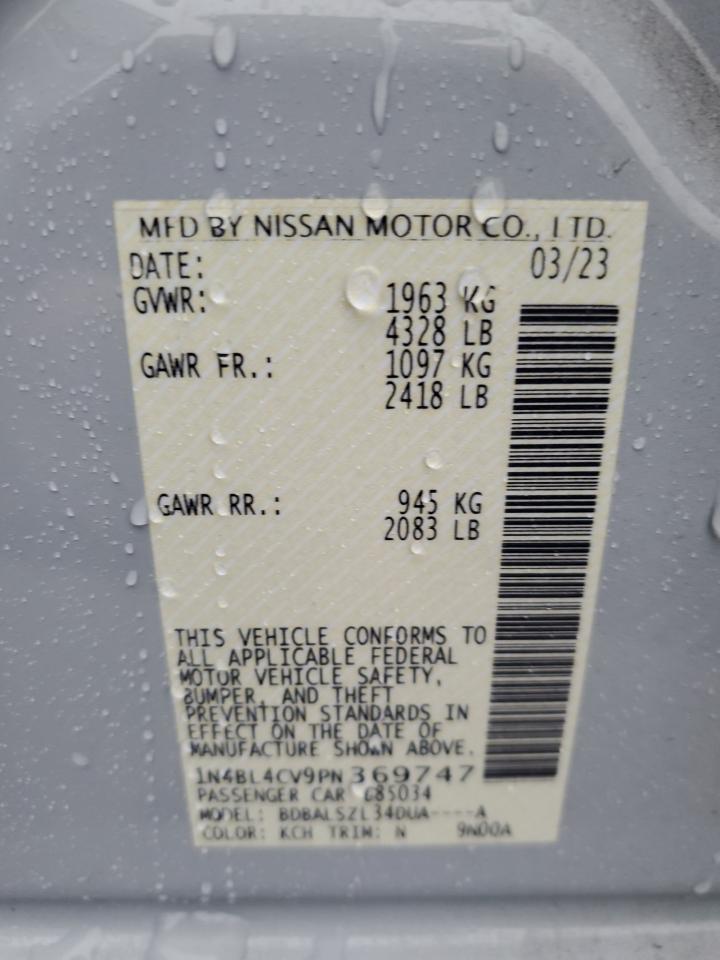 MFD BY NISSAN MOTOR CO., LTD.
DATE: 03/23
GVWR: 1963 KG
4328 LB
GAWR FR.: 1097 KG
2418 LB
GAWR RR.: 945 KG
2083 LB
THIS VEHICLE CONFORMS TO
ALL APPLICABLE FEDERAL
MOTOR VEHICLE SAFETY,
BUMPER, AND THEFT
PREVENTION STANDARDS IN
EFFECT ON THE DATE OF
MANUFACTURE SHOWN ABOVE.
1N4BL4CV9PN369747
PASSENGER CAR C85034
MODEL: BDBALSZL34DUA----A
COLOR: KCH TRIM: N 9N00A